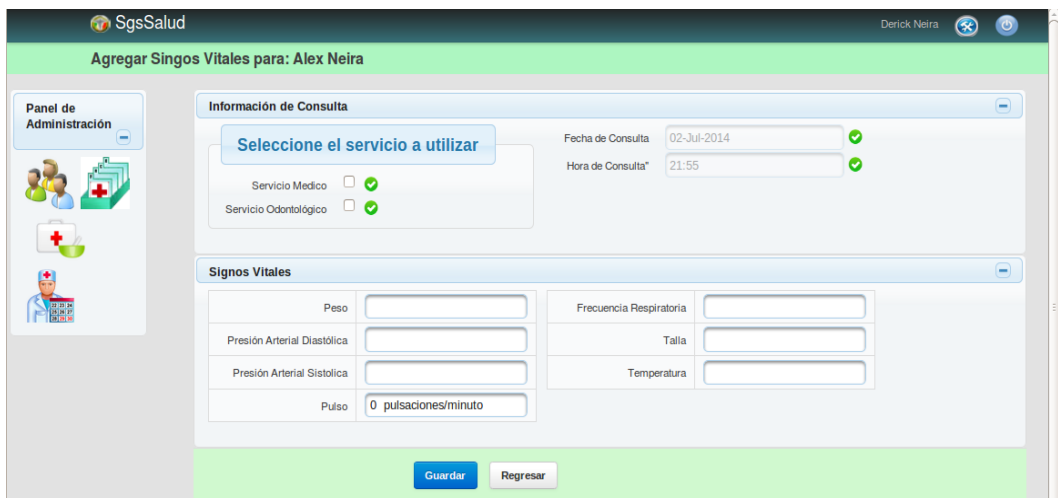 SgsSalud
Derick Neira
Agregar Singos Vitales para: Alex Neira
Panel de
Administración
Información de Consulta
Seleccione el servicio a utilizar
Servicio Medico
Servicio Odontológico
Fecha de Consulta 02-Jul-2014
Hora de Consulta" 21:55
Signos Vitales
Peso
Frecuencia Respiratoria
Presión Arterial Diastólica
Talla
Presión Arterial Sistolica
Temperatura
Pulso 0 pulsaciones/minuto
Guardar
Regresar